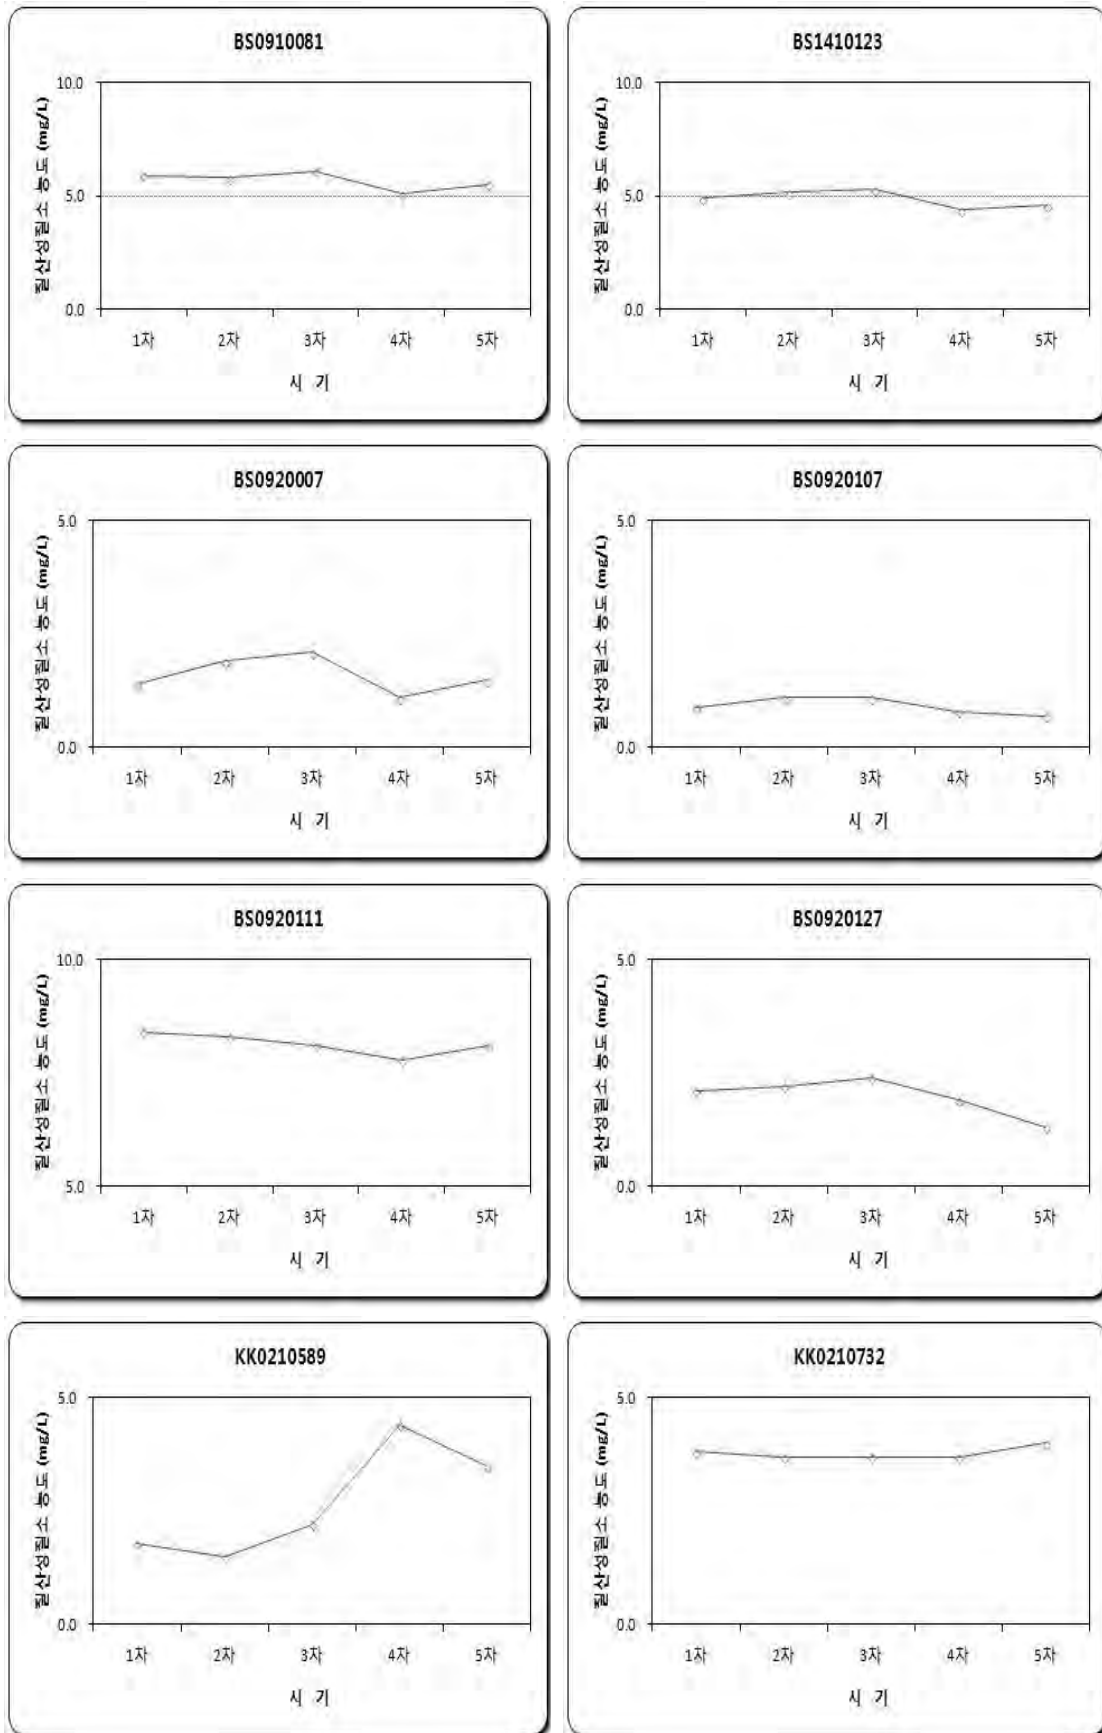 BS0910081
질산성질소 농도 (mg/L)
10.0
5.0
0.0
1차 2차 3차 4차 5차
시 기
BS1410123
질산성질소 농도 (mg/L)
10.0
5.0
0.0
1차 2차 3차 4차 5차
시 기
BS0920007
질산성질소 농도 (mg/L)
5.0
0.0
1차 2차 3차 4차 5차
시 기
BS0920107
질산성질소 농도 (mg/L)
5.0
0.0
1차 2차 3차 4차 5차
시 기
BS0920111
질산성질소 농도 (mg/L)
10.0
5.0
1차 2차 3차 4차 5차
시 기
BS0920127
질산성질소 농도 (mg/L)
5.0
0.0
1차 2차 3차 4차 5차
시 기
KK0210589
질산성질소 농도 (mg/L)
5.0
0.0
1차 2차 3차 4차 5차
시 기
KK0210732
질산성질소 농도 (mg/L)
5.0
0.0
1차 2차 3차 4차 5차
시 기